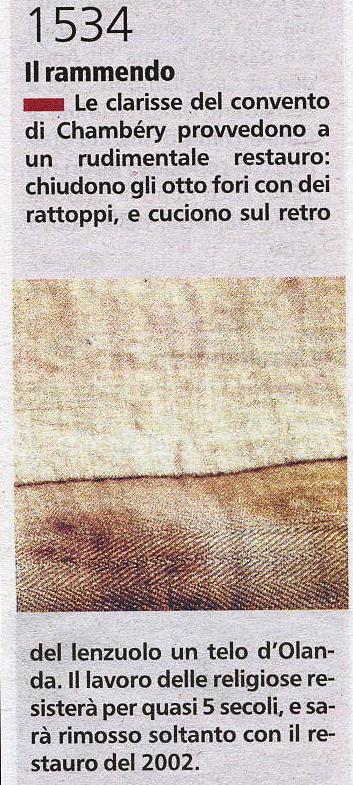 1534
Il rammendo
Le clarisse del convento
di Chambéry provvedono a
un rudimentale restauro:
chiudono gli otto fori con dei
rattoppi, e cuciono sul retro
del lenzuolo un telo d'Olan-
da. Il lavoro delle religiose re-
sisterà per quasi 5 secoli, e sa-
rà rimosso soltanto con il re-
stauro del 2002.